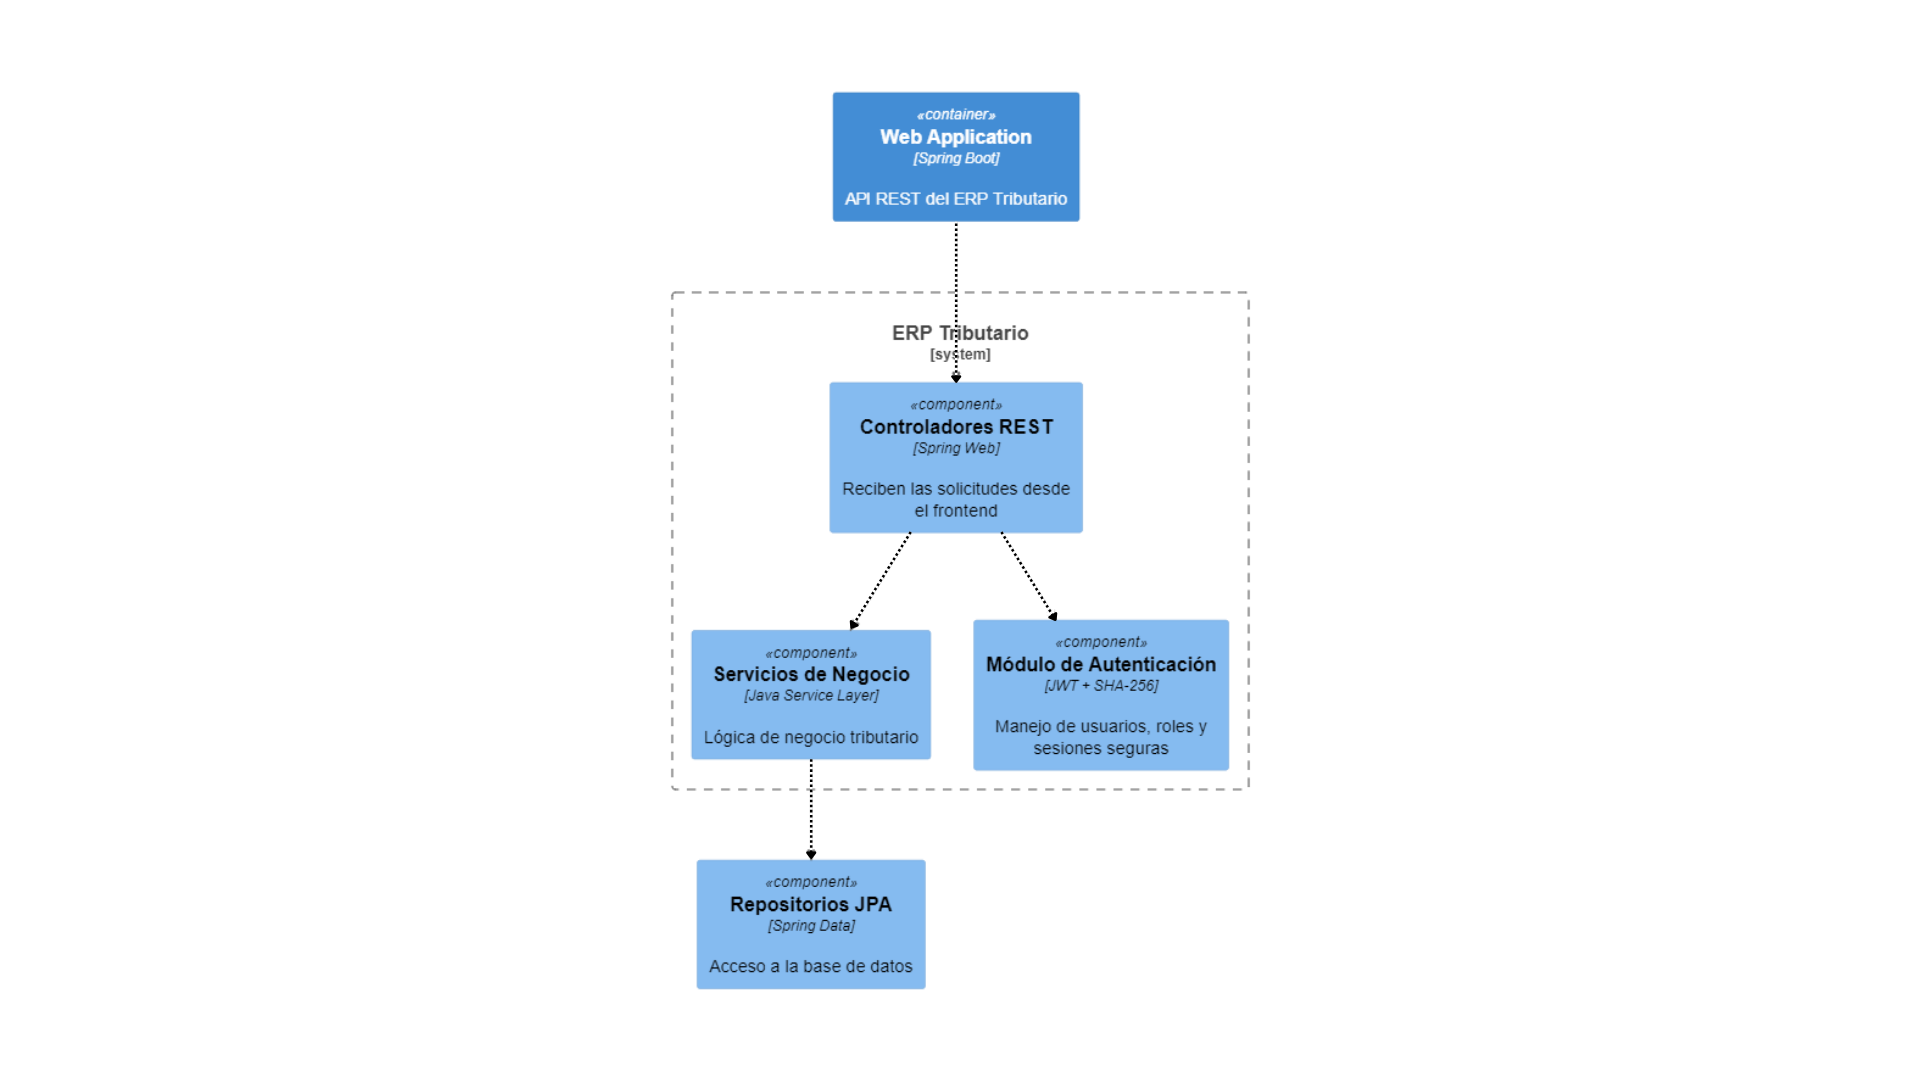 «container»
Web Application
[Spring Boot]
API REST del ERP Tributario
ERP Tributario
[system]
«component»
Controladores REST
[Spring Web]
Reciben las solicitudes desde
el frontend
«component»
Servicios de Negocio
[Java Service Layer]
Lógica de negocio tributario
«component»
Módulo de Autenticación
[JWT + SHA-256]
Manejo de usuarios, roles y
sesiones seguras
«component»
Repositorios JPA
[Spring Data]
Acceso a la base de datos